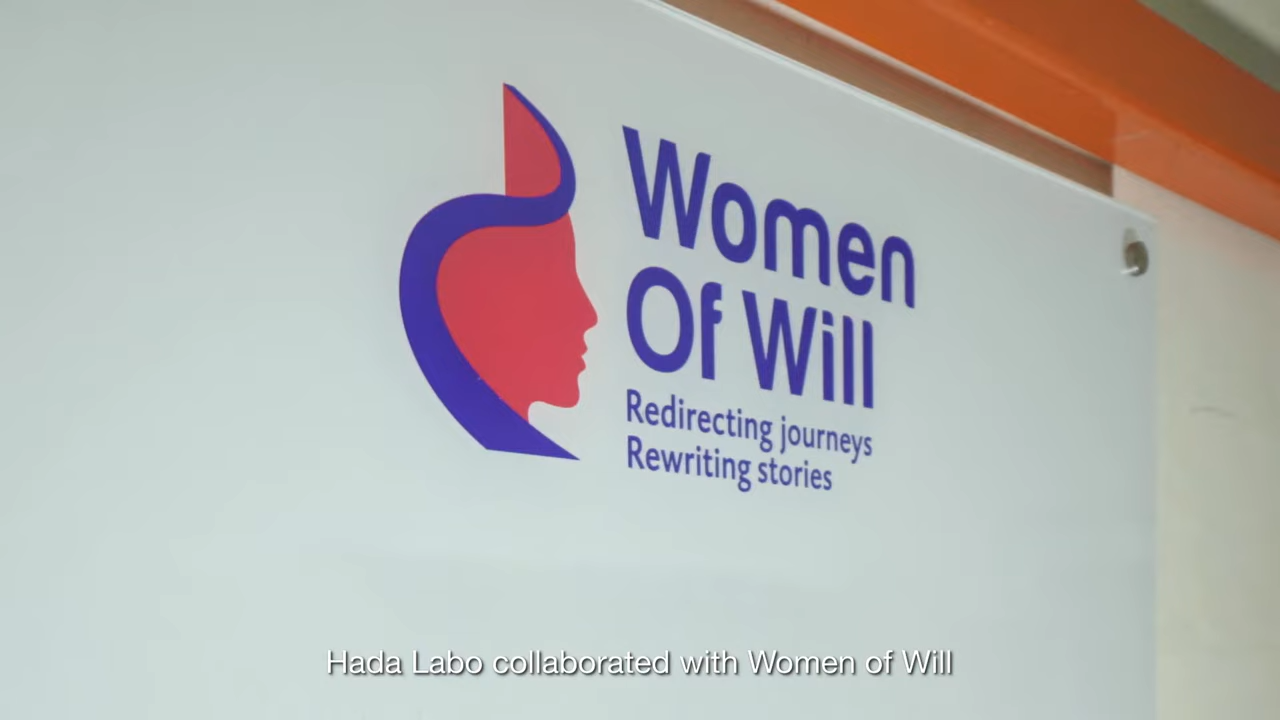 Women
Of Will
Redirecting journeys
Rewriting stories
Hada Labo collaborated with Women of Will